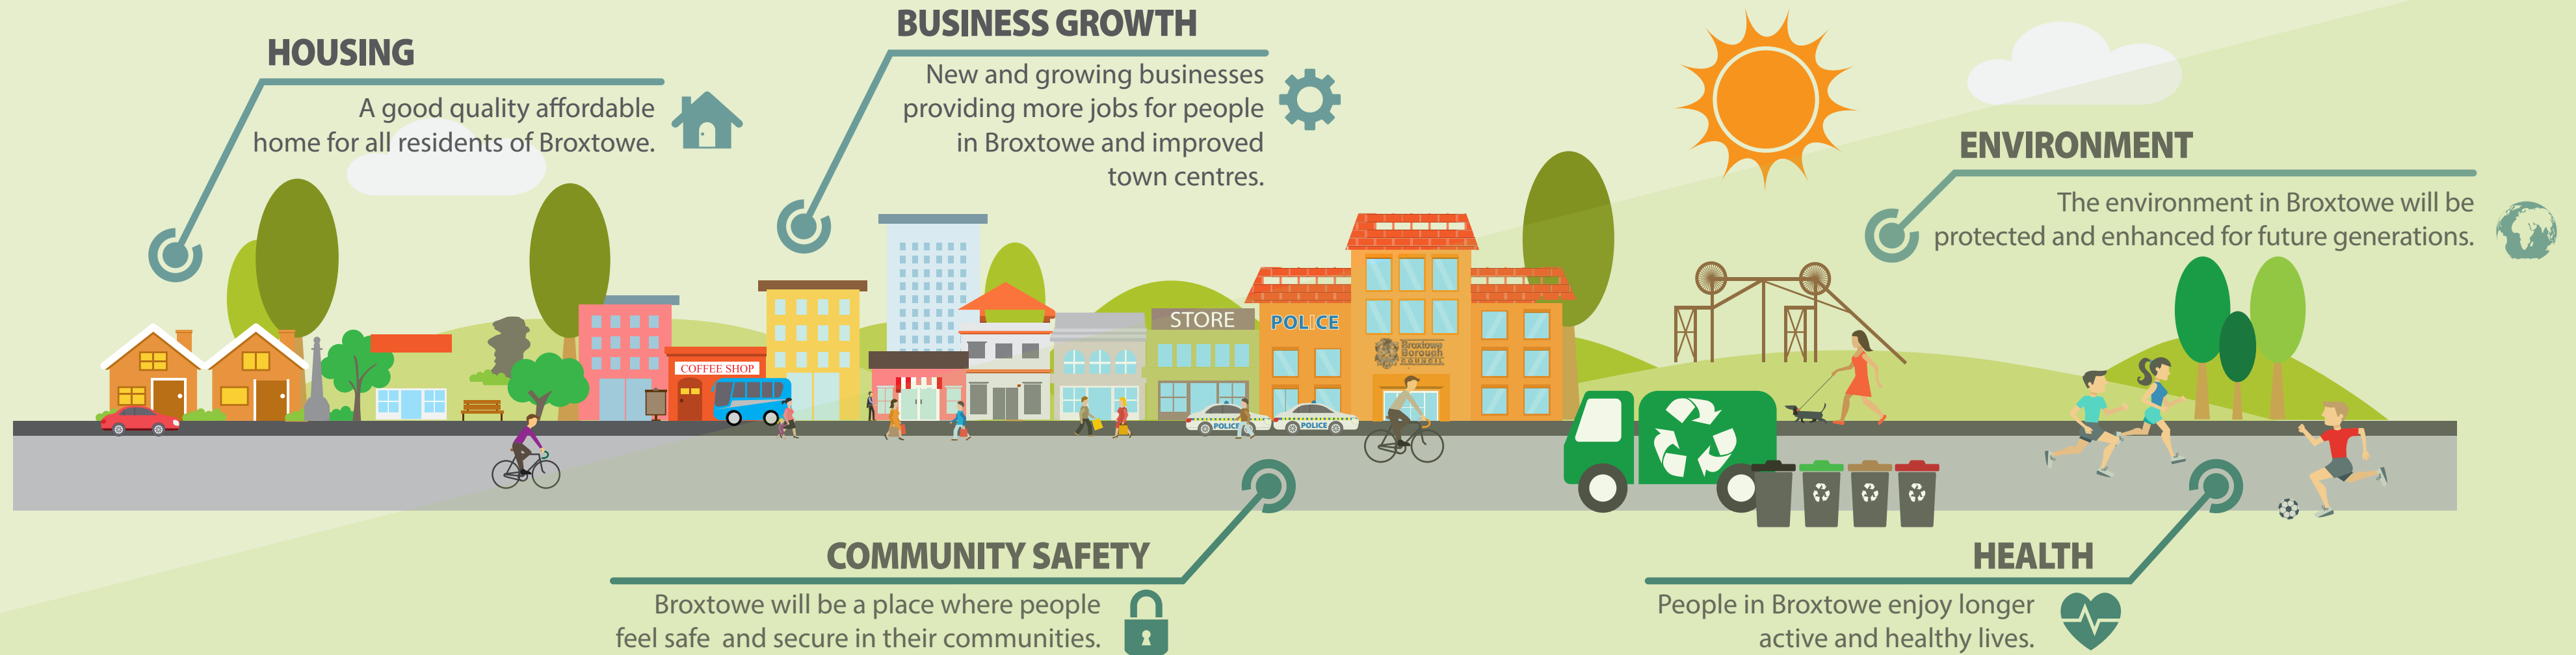 HOUSING
A good quality affordable
home for all residents of Broxtowe.
BUSINESS GROWTH
New and growing businesses
providing more jobs for people
in Broxtowe and improved
town centres.
ENVIRONMENT
The environment in Broxtowe will be
protected and enhanced for future generations.
COFFEE SHOP
STORE
POLICE
Broxtowe
Borough
COUNCIL
POLICE
POLICE
COMMUNITY SAFETY
Broxtowe will be a place where people
feel safe and secure in their communities.
HEALTH
People in Broxtowe enjoy longer
active and healthy lives.